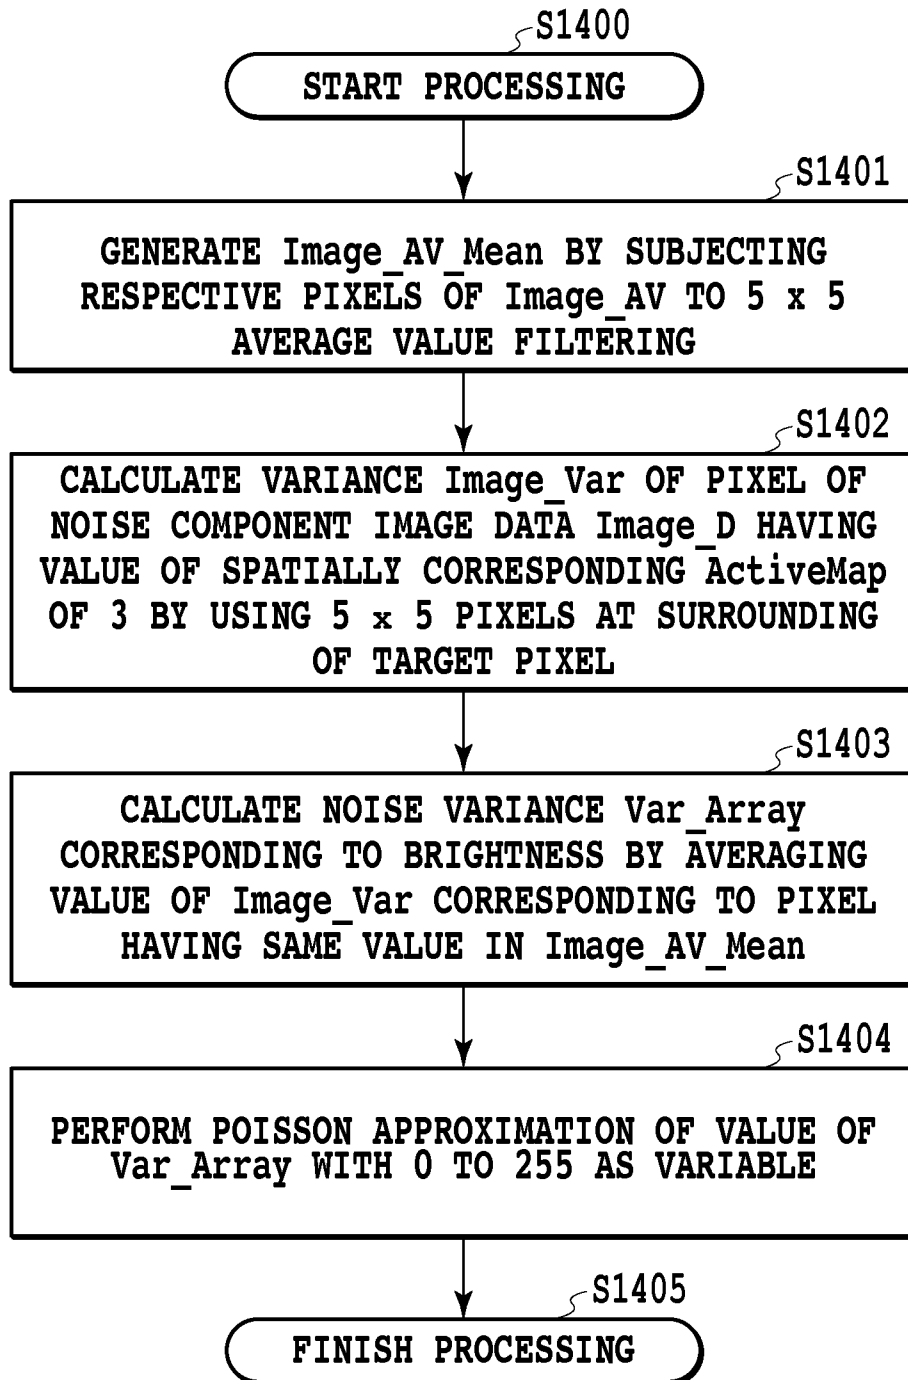 S1400
START PROCESSING
S1401
GENERATE Image_AV_Mean BY SUBJECTING
RESPECTIVE PIXELS OF Image_AV TO 5 x 5
AVERAGE VALUE FILTERING
S1402
CALCULATE VARIANCE Image_Var OF PIXEL OF
NOISE COMPONENT IMAGE DATA Image_D HAVING
VALUE OF SPATIALLY CORRESPONDING ActiveMap
OF 3 BY USING 5 x 5 PIXELS AT SURROUNDING
OF TARGET PIXEL
S1403
CALCULATE NOISE VARIANCE Var_Array
CORRESPONDING TO BRIGHTNESS BY AVERAGING
VALUE OF Image_Var CORRESPONDING TO PIXEL
HAVING SAME VALUE IN Image_AV_Mean
S1404
PERFORM POISSON APPROXIMATION OF VALUE OF
Var_Array WITH 0 TO 255 AS VARIABLE
S1405
FINISH PROCESSING